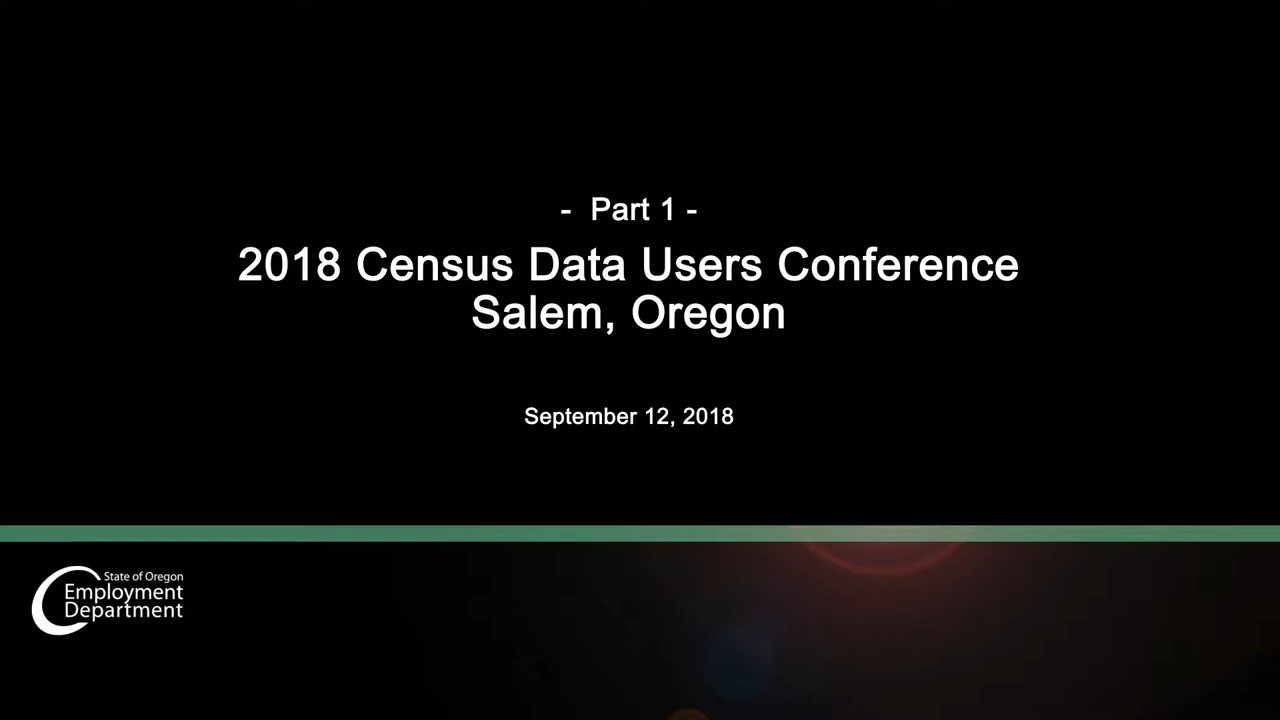 - Part 1 -
2018 Census Data Users Conference
Salem, Oregon
September 12, 2018
State of Oregon
Employment
Department